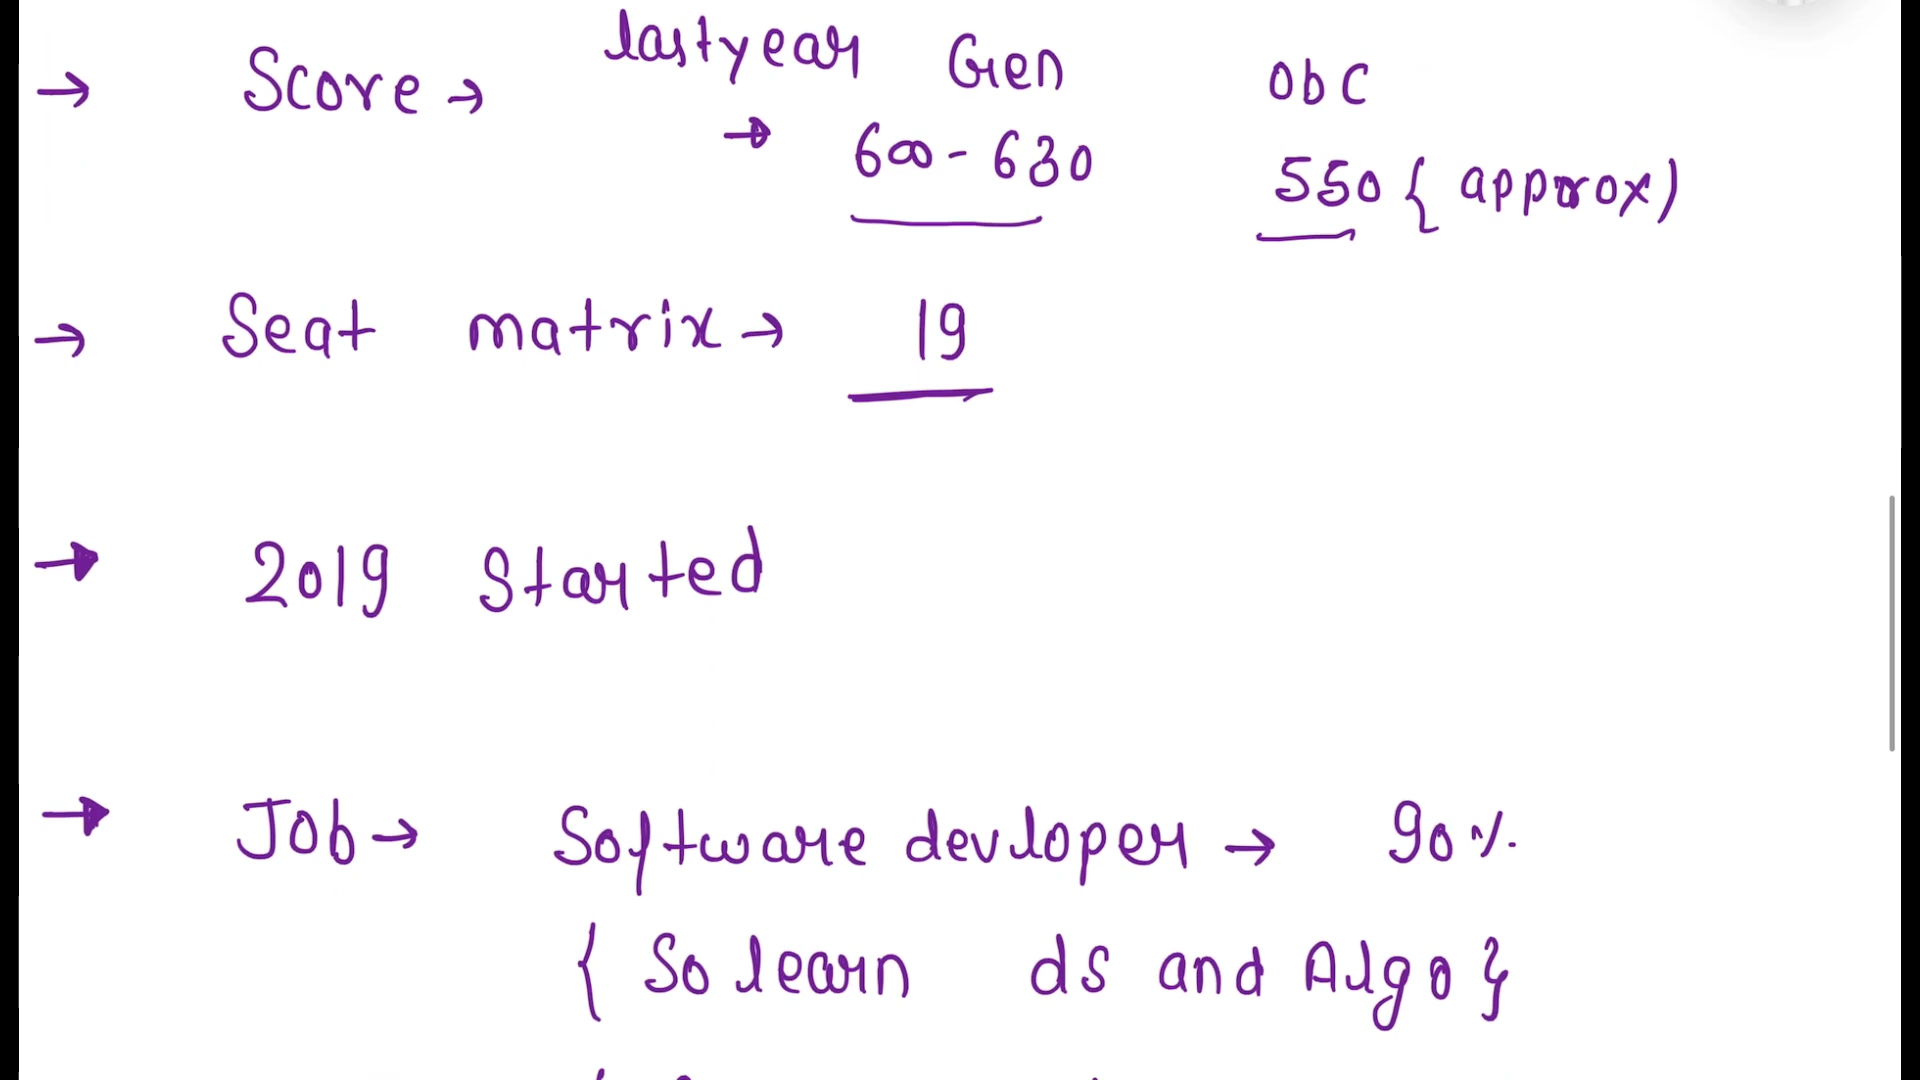 → Score → lastyear Gen obc
→ 600 - 630 550 { approx )
→ Seat matrix → 19
→ 2019 Started
→ Job → Software devloper → 90 %
{ So learn ds and Algo }